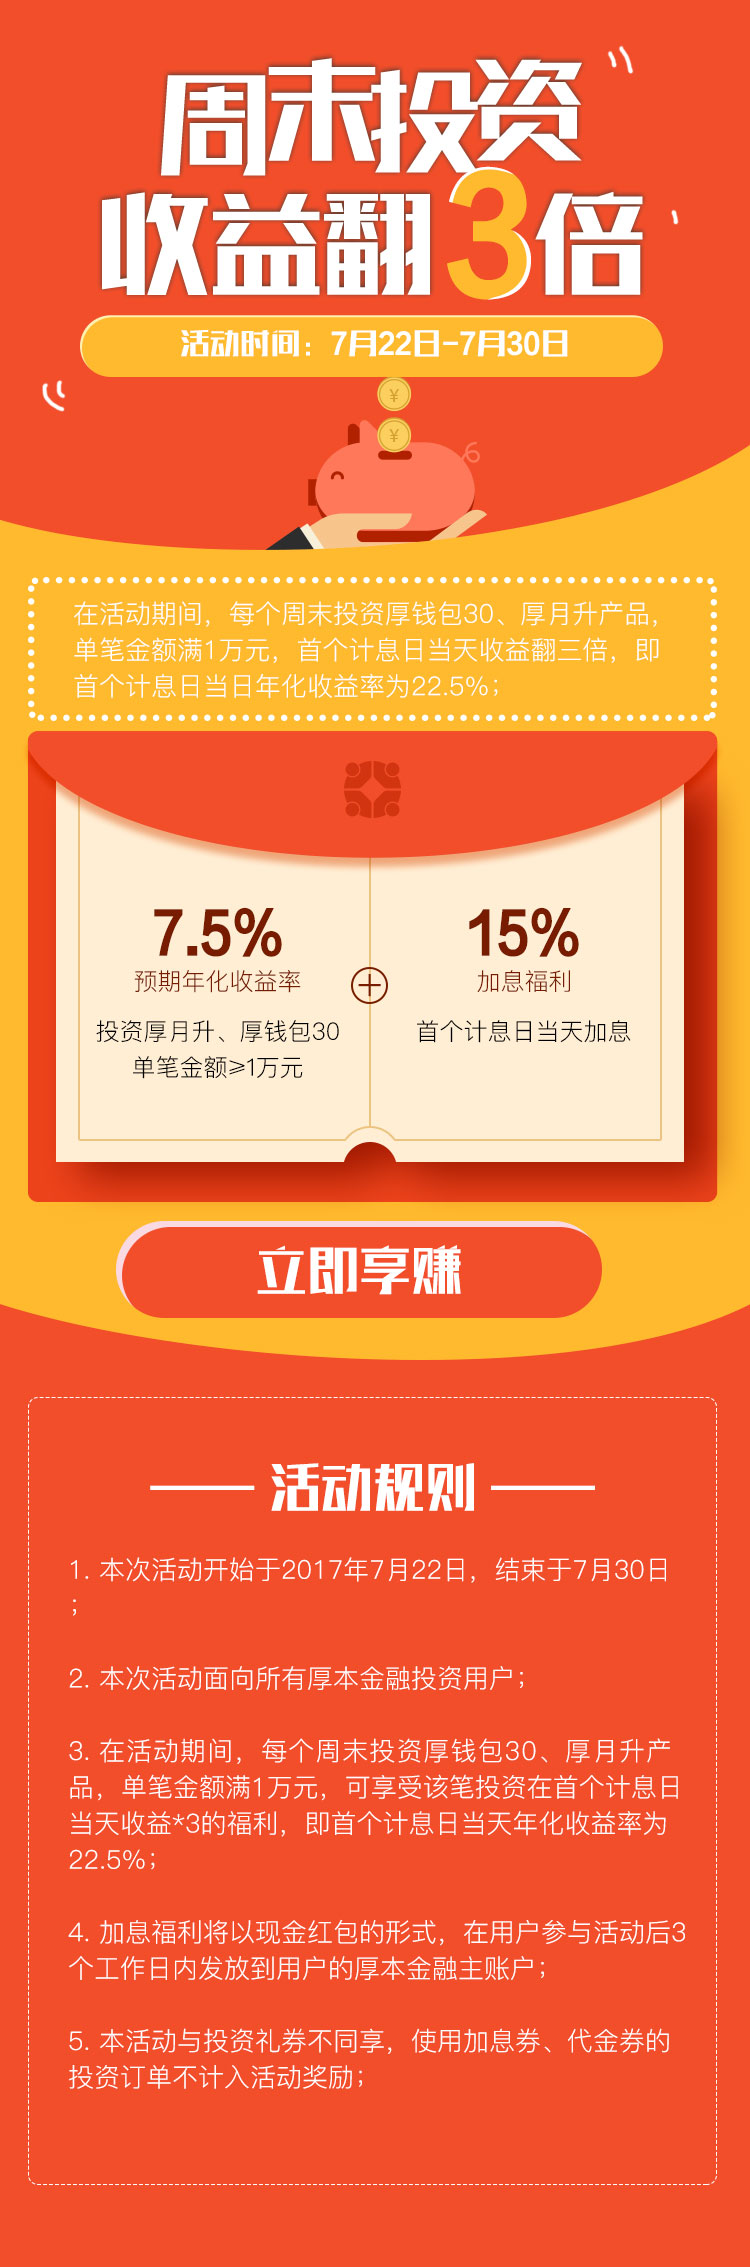 周末投资
收益翻3倍
活动时间：7月22日-7月30日
¥
¥
在活动期间，每个周末投资厚钱包30、厚月升产品，
单笔金额满1万元，首个计息日当天收益翻三倍，即
首个计息日当日年化收益率为22.5%；
7.5%
预期年化收益率
投资厚月升、厚钱包30
单笔金额≥1万元
15%
加息福利
首个计息日当天加息
立即享赚
活动规则
1. 本次活动开始于2017年7月22日，结束于7月30日
；
2. 本次活动面向所有厚本金融投资用户；
3. 在活动期间，每个周末投资厚钱包30、厚月升产
品，单笔金额满1万元，可享受该笔投资在首个计息日
当天收益*3的福利，即首个计息日当天年化收益率为
22.5%；
4. 加息福利将以现金红包的形式，在用户参与活动后3
个工作日内发放到用户的厚本金融主账户；
5. 本活动与投资礼券不同享，使用加息券、代金券的
投资订单不计入活动奖励；